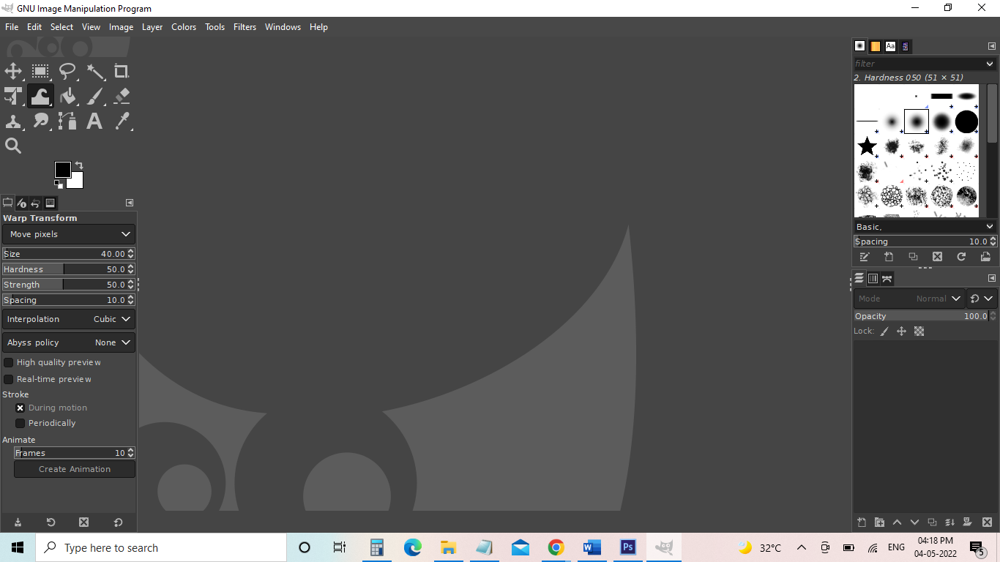 GNU Image Manipulation Program
File Edit Select View Image Layer Colors Tools Filters Windows Help
Warp Transform
Move pixels
Size 40.00
Hardness 50.0
Strength 50.0
Spacing 10.0
Interpolation Cubic
Abyss policy None
High quality preview
Real-time preview
Stroke
During motion
Periodically
Animate
Frames 10
Create Animation
Aa
filter
2. Hardness 050 (51 × 51)
Basic,
Spacing 10.0
Mode Normal
Opacity 100.0
Lock:
Type here to search
W
Ps
32°C
ENG
04:18 PM
04-05-2022
5